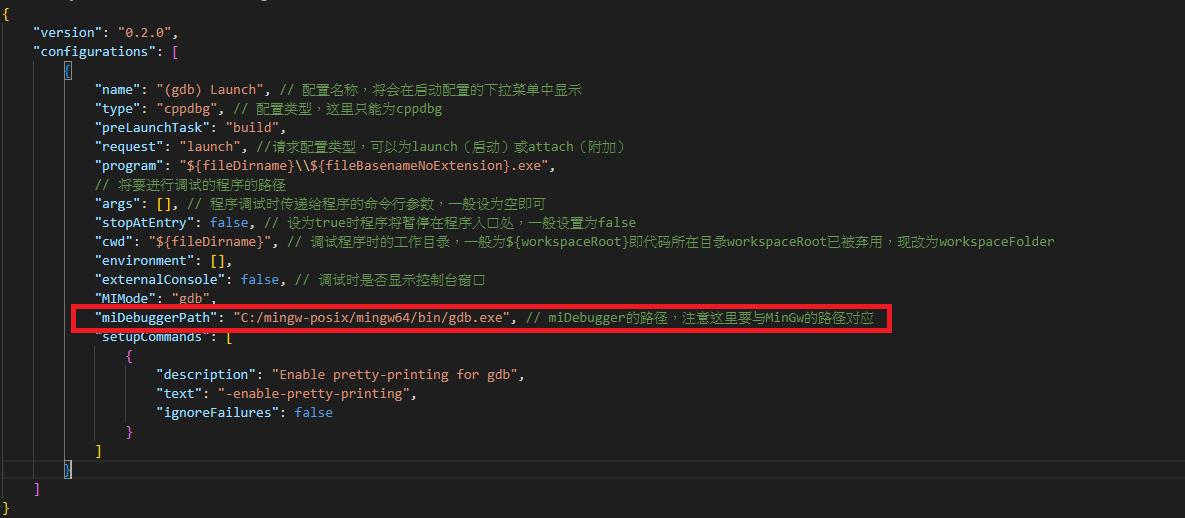 {
"version": "0.2.0",
"configurations": [
{
"name": "(gdb) Launch", // 配置名称，将会在启动配置的下拉菜单中显示
"type": "cppdbg", // 配置类型，这里只能为cppdbg
"preLaunchTask": "build",
"request": "launch", //请求配置类型，可以为launch（启动）或attach（附加）
"program": "${fileDirname}\\${fileBasenameNoExtension}.exe",
// 将要进行调试的程序的路径
"args": [], // 程序调试时传递给程序的命令行参数，一般设为空即可
"stopAtEntry": false, // 设为true时程序将暂停在程序入口处，一般设置为false
"cwd": "${fileDirname}", // 调试程序时的工作目录，一般为${workspaceRoot}即代码所在目录workspaceRoot已被弃用，现改为workspaceFolder
"environment": [],
"externalConsole": false, // 调试时是否显示控制台窗口
"MIMode": "gdb",
"miDebuggerPath": "C:/mingw-posix/mingw64/bin/gdb.exe", // miDebugger的路径，注意这里要与MinGw的路径对应
"setupCommands": [
{
"description": "Enable pretty-printing for gdb",
"text": "-enable-pretty-printing",
"ignoreFailures": false
}
]
}
]
}